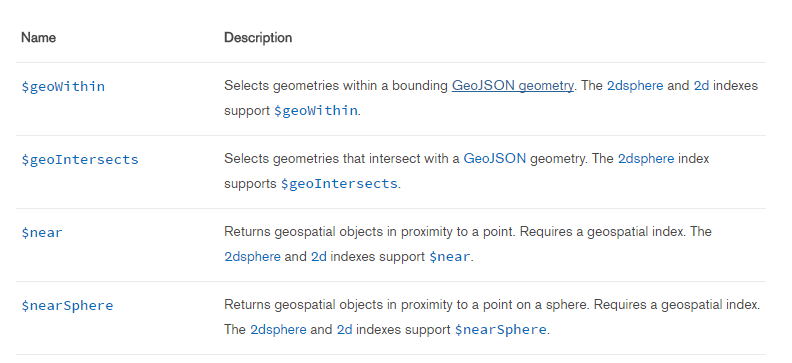 Name Description
$geoWithin Selects geometries within a bounding GeoJSON geometry. The 2dsphere and 2d indexes
support $geoWithin.
$geoIntersects Selects geometries that intersect with a GeoJSON geometry. The 2dsphere index
supports $geoIntersects.
$near Returns geospatial objects in proximity to a point. Requires a geospatial index. The
2dsphere and 2d indexes support $near.
$nearSphere Returns geospatial objects in proximity to a point on a sphere. Requires a geospatial index.
The 2dsphere and 2d indexes support $nearSphere.